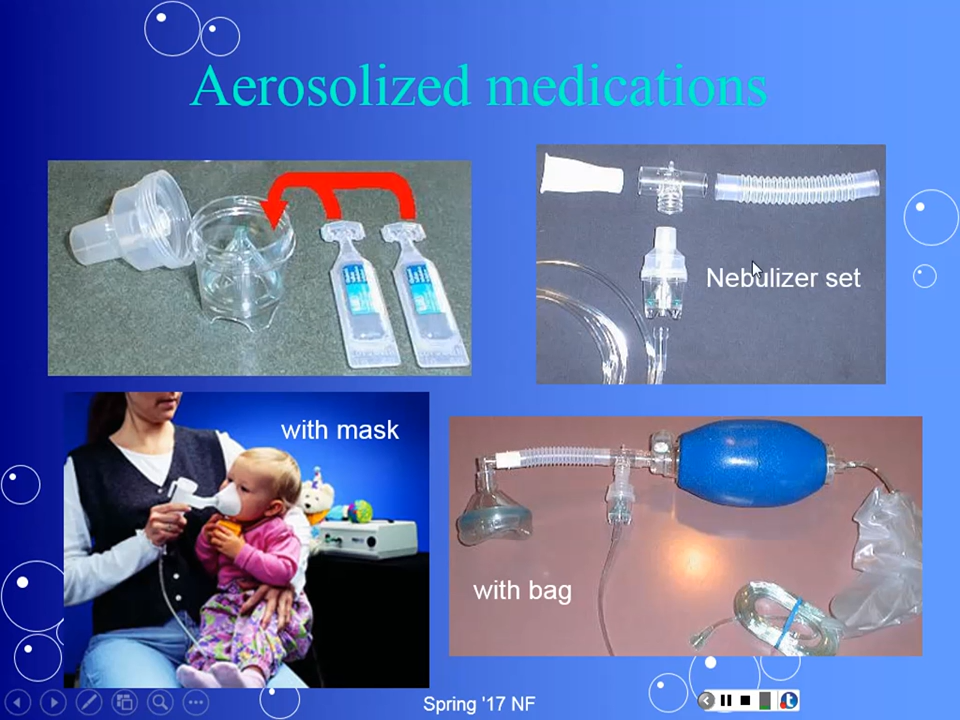 Aerosolized medications
Nebulizer set
with mask
with bag
Spring '17 NF